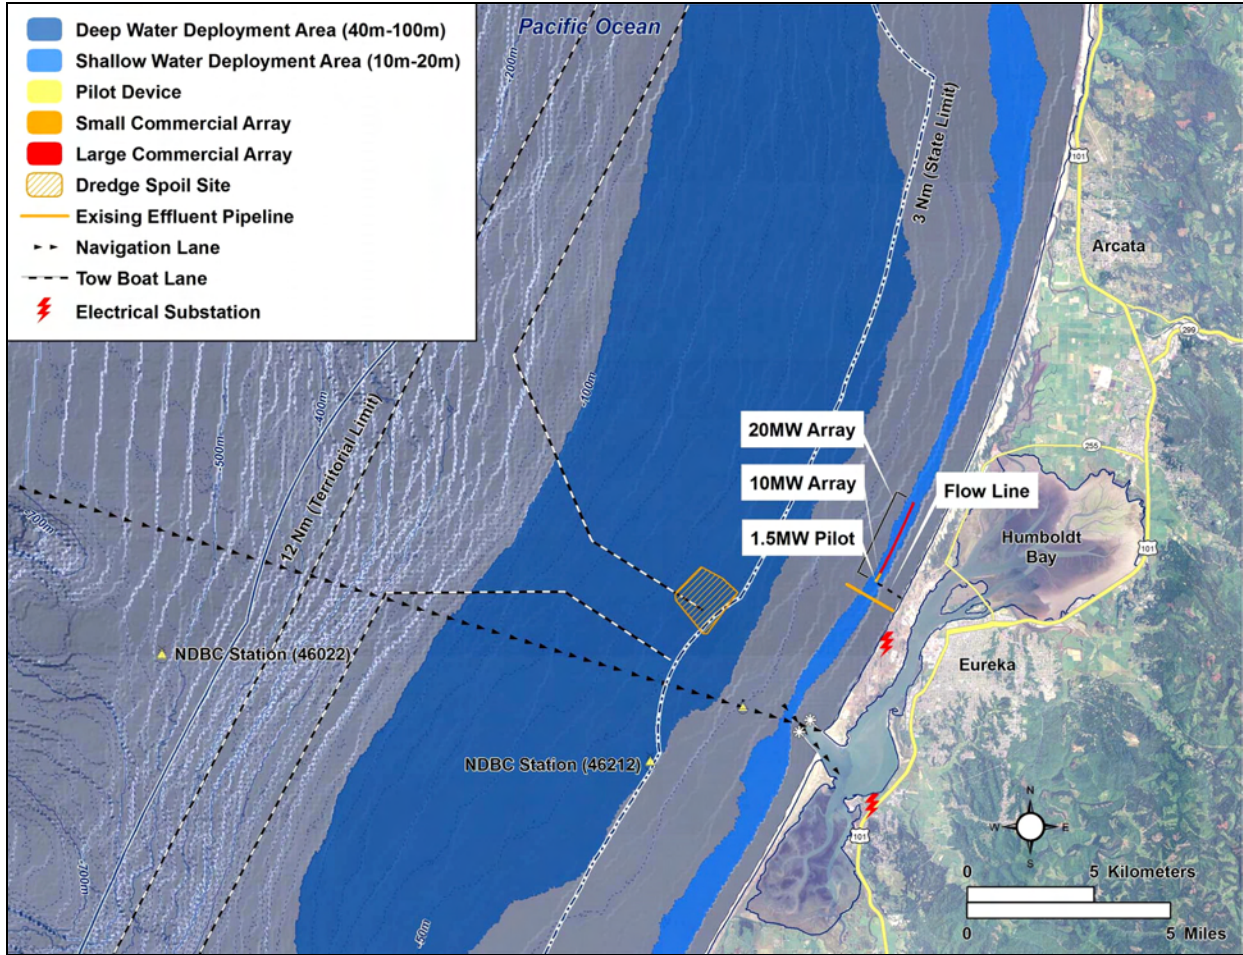 Pacific Ocean
Deep Water Deployment Area (40m-100m)
Shallow Water Deployment Area (10m-20m)
Pilot Device
Small Commercial Array
Large Commercial Array
Dredge Spoil Site
Exising Effluent Pipeline
Navigation Lane
Tow Boat Lane
Electrical Substation
-200m
3 Nm (State Limit)
101
Arcata
299
-100m
-400m
-500m
12 Nm (Territorial Limit)
-700m
20MW Array
10MW Array
1.5MW Pilot
Flow Line
255
Humboldt
Bay
101
NDBC Station (46022)
Eureka
NDBC Station (46212)
101
N
W
E
S
0
5 Kilometers
0
5 Miles
-700m
-50m